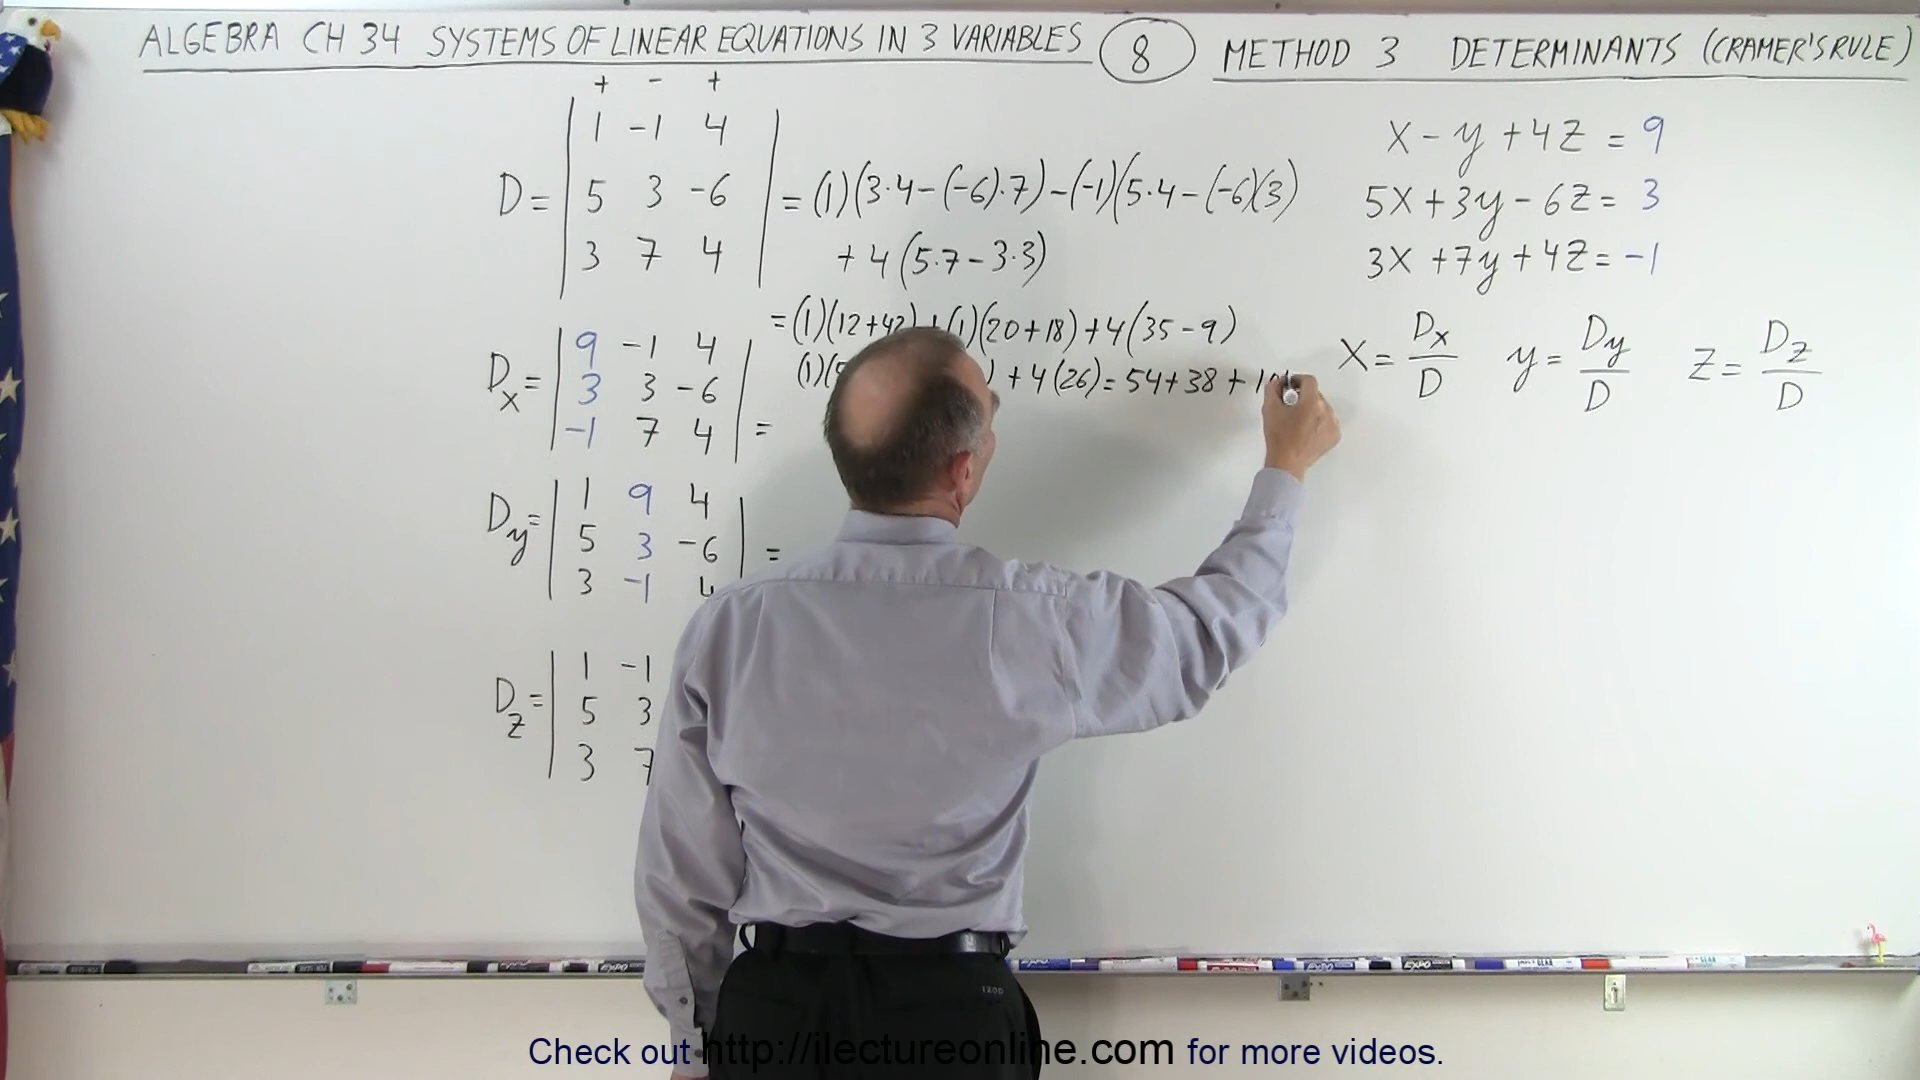 ALGEBRA CH 34 SYSTEMS OF LINEAR EQUATIONS IN 3 VARIABLES 8 METHOD 3 DETERMINANTS (CRAMER'S RULE)
+ - +
D = | 1 -1 4 |
| 5 3 -6 | = (1)(3·4-(-6)·7)-(-1)(5·4-(-6)(3)
| 3 7 4 | + 4(5·7-3·3)
= (1)(12+42)+(1)(20+18)+4(35-9)
(1)(5 ) + 4(26) = 54+38+
Dx = | 9 -1 4 |
| 3 3 -6 |
| -1 7 4 | =
Dy = | 1 9 4 |
| 5 3 -6 | =
| 3 -1 4 |
Dz = | 1 -1
| 5 3
| 3 7
x - y + 4z = 9
5x + 3y - 6z = 3
3x + 7y + 4z = -1
x = Dx/D y = Dy/D z = Dz/D
IZOD
Check out http://ilectureonline.com for more videos.